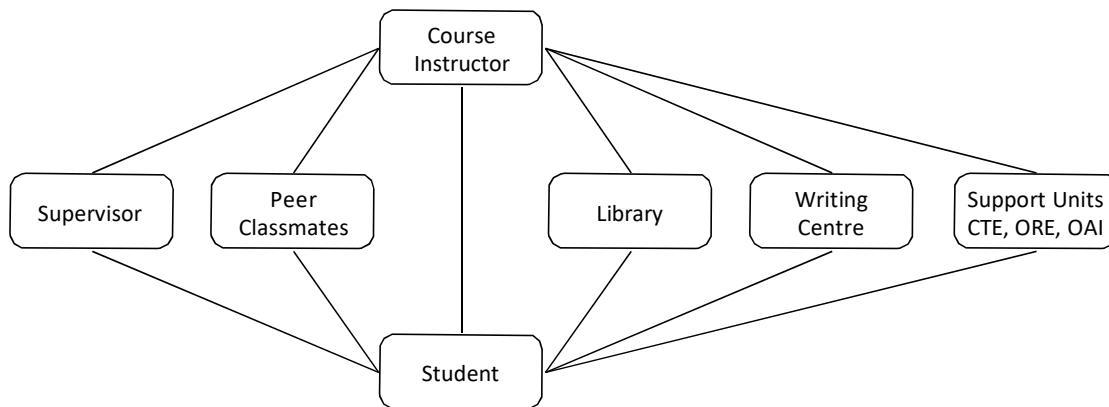 Course
Instructor
Supervisor
Peer
Classmates
Library
Writing
Centre
Support Units
CTE, ORE, OAI
Student